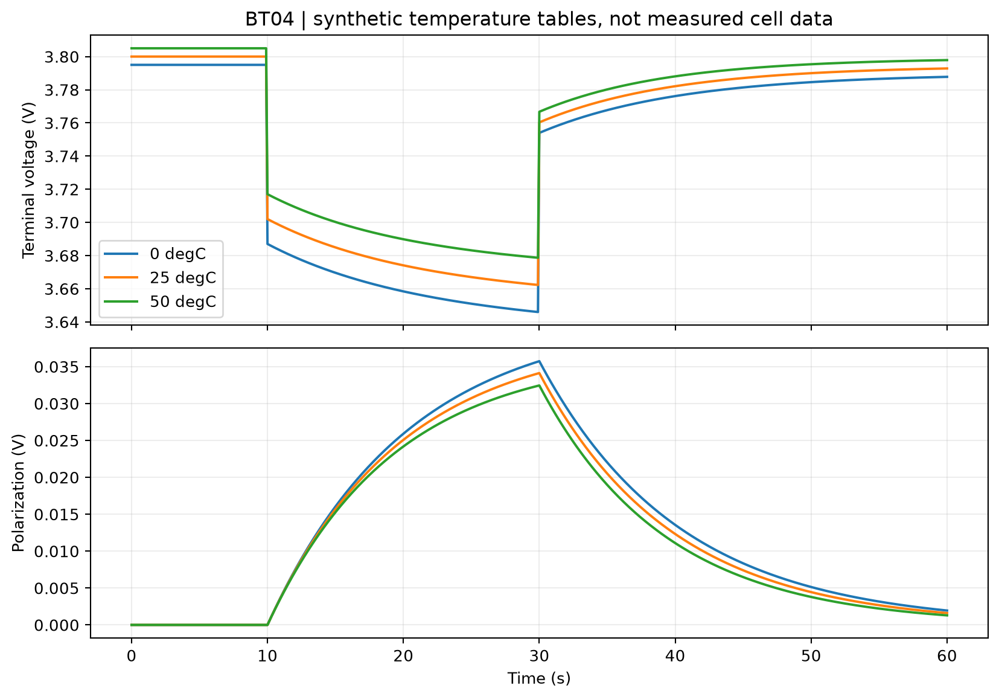 BT04 | synthetic temperature tables, not measured cell data
Terminal voltage (V)
3.80
3.78
3.76
3.74
3.72
3.70
3.68
3.66
3.64
0 degC
25 degC
50 degC
Polarization (V)
0.035
0.030
0.025
0.020
0.015
0.010
0.005
0.000
0 10 20 30 40 50 60
Time (s)